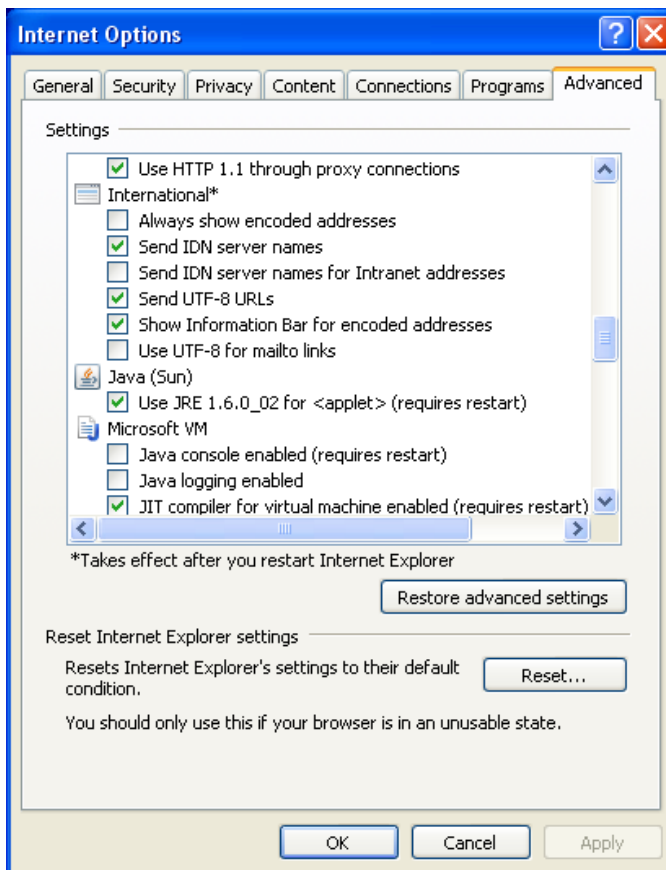 Internet Options
General Security Privacy Content Connections Programs Advanced
Settings
Use HTTP 1.1 through proxy connections
International*
Always show encoded addresses
Send IDN server names
Send IDN server names for Intranet addresses
Send UTF-8 URLs
Show Information Bar for encoded addresses
Use UTF-8 for mailto links
Java (Sun)
Use JRE 1.6.0_02 for <applet> (requires restart)
Microsoft VM
Java console enabled (requires restart)
Java logging enabled
JIT compiler for virtual machine enabled (requires restart)
*Takes effect after you restart Internet Explorer
Restore advanced settings
Reset Internet Explorer settings
Resets Internet Explorer's settings to their default
condition.
Reset...
You should only use this if your browser is in an unusable state.
OK Cancel Apply